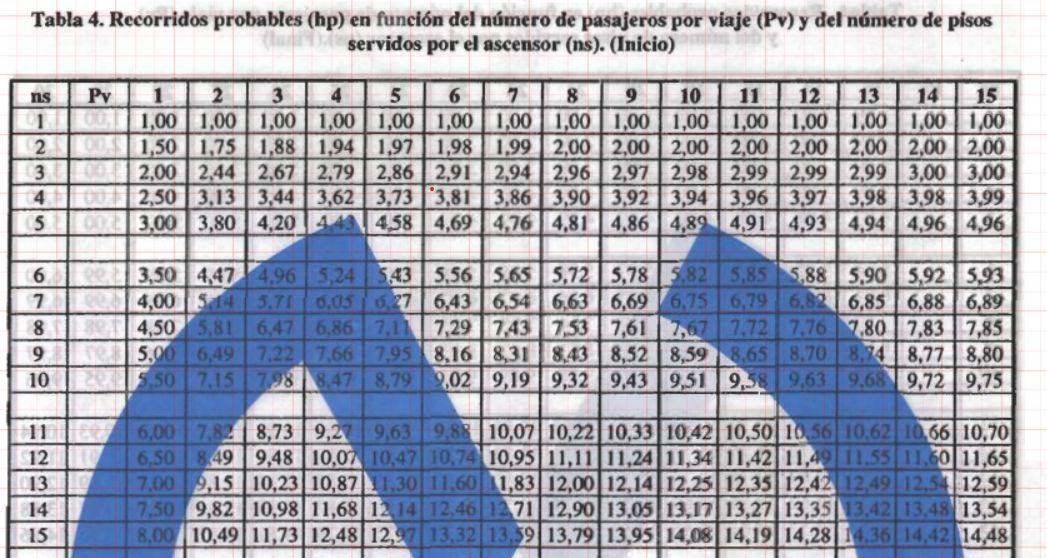 Tabla 4. Recorridos probables (hp) en función del número de pasajeros por viaje (Pv) y del número de pisos
servidos por el ascensor (ns). (Inicio)
ns Pv 1 2 3 4 5 6 7 8 9 10 11 12 13 14 15
1 1,00 1,00 1,00 1,00 1,00 1,00 1,00 1,00 1,00 1,00 1,00 1,00 1,00 1,00 1,00
2 1,50 1,75 1,88 1,94 1,97 1,98 1,99 2,00 2,00 2,00 2,00 2,00 2,00 2,00 2,00
3 2,00 2,44 2,67 2,79 2,86 2,91 2,94 2,96 2,97 2,98 2,99 2,99 2,99 3,00 3,00
4 2,50 3,13 3,44 3,62 3,73 3,81 3,86 3,90 3,92 3,94 3,96 3,97 3,98 3,98 3,99
5 3,00 3,80 4,20 4,43 4,58 4,69 4,76 4,81 4,86 4,89 4,91 4,93 4,94 4,96 4,96
6 3,50 4,47 4,96 5,24 5,43 5,56 5,65 5,72 5,78 5,82 5,85 5,88 5,90 5,92 5,93
7 4,00 5,14 5,71 6,05 6,27 6,43 6,54 6,63 6,69 6,75 6,79 6,82 6,85 6,88 6,89
8 4,50 5,81 6,47 6,86 7,11 7,29 7,43 7,53 7,61 7,67 7,72 7,76 7,80 7,83 7,85
9 5,00 6,49 7,22 7,66 7,95 8,16 8,31 8,43 8,52 8,59 8,65 8,70 8,74 8,77 8,80
10 5,50 7,15 7,98 8,47 8,79 9,02 9,19 9,32 9,43 9,51 9,58 9,63 9,68 9,72 9,75
11 6,00 7,82 8,73 9,27 9,63 9,88 10,07 10,22 10,33 10,42 10,50 10,56 10,62 10,66 10,70
12 6,50 8,49 9,48 10,07 10,47 10,74 10,95 11,11 11,24 11,34 11,42 11,49 11,55 11,60 11,65
13 7,00 9,15 10,23 10,87 11,30 11,60 11,83 12,00 12,14 12,25 12,35 12,42 12,49 12,54 12,59
14 7,50 9,82 10,98 11,68 12,14 12,46 12,71 12,90 13,05 13,17 13,27 13,35 13,42 13,48 13,54
15 8,00 10,49 11,73 12,48 12,97 13,32 13,59 13,79 13,95 14,08 14,19 14,28 14,36 14,42 14,48